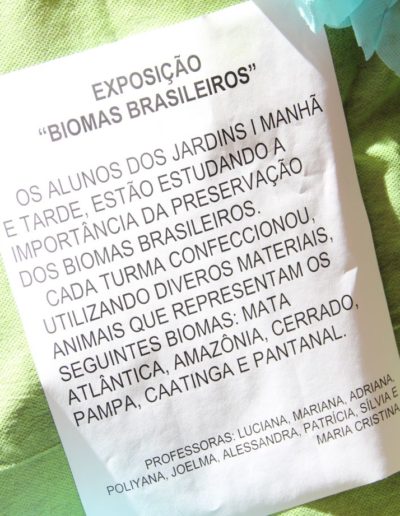 EXPOSIÇÃO
“BIOMAS BRASILEIROS”
OS ALUNOS DOS JARDINS I MANHÃ
E TARDE, ESTÃO ESTUDANDO A
IMPORTÂNCIA DA PRESERVAÇÃO
DOS BIOMAS BRASILEIROS.
CADA TURMA CONFECCIONOU,
UTILIZANDO DIVEROS MATERIAIS,
ANIMAIS QUE REPRESENTAM OS
SEGUINTES BIOMAS: MATA
ATLÂNTICA, AMAZÔNIA, CERRADO,
PAMPA, CAATINGA E PANTANAL.
PROFESSORAS: LUCIANA, MARIANA, ADRIANA,
POLIYANA, JOELMA, ALESSANDRA, PATRÍCIA, SÍLVIA E
MARIA CRISTINA